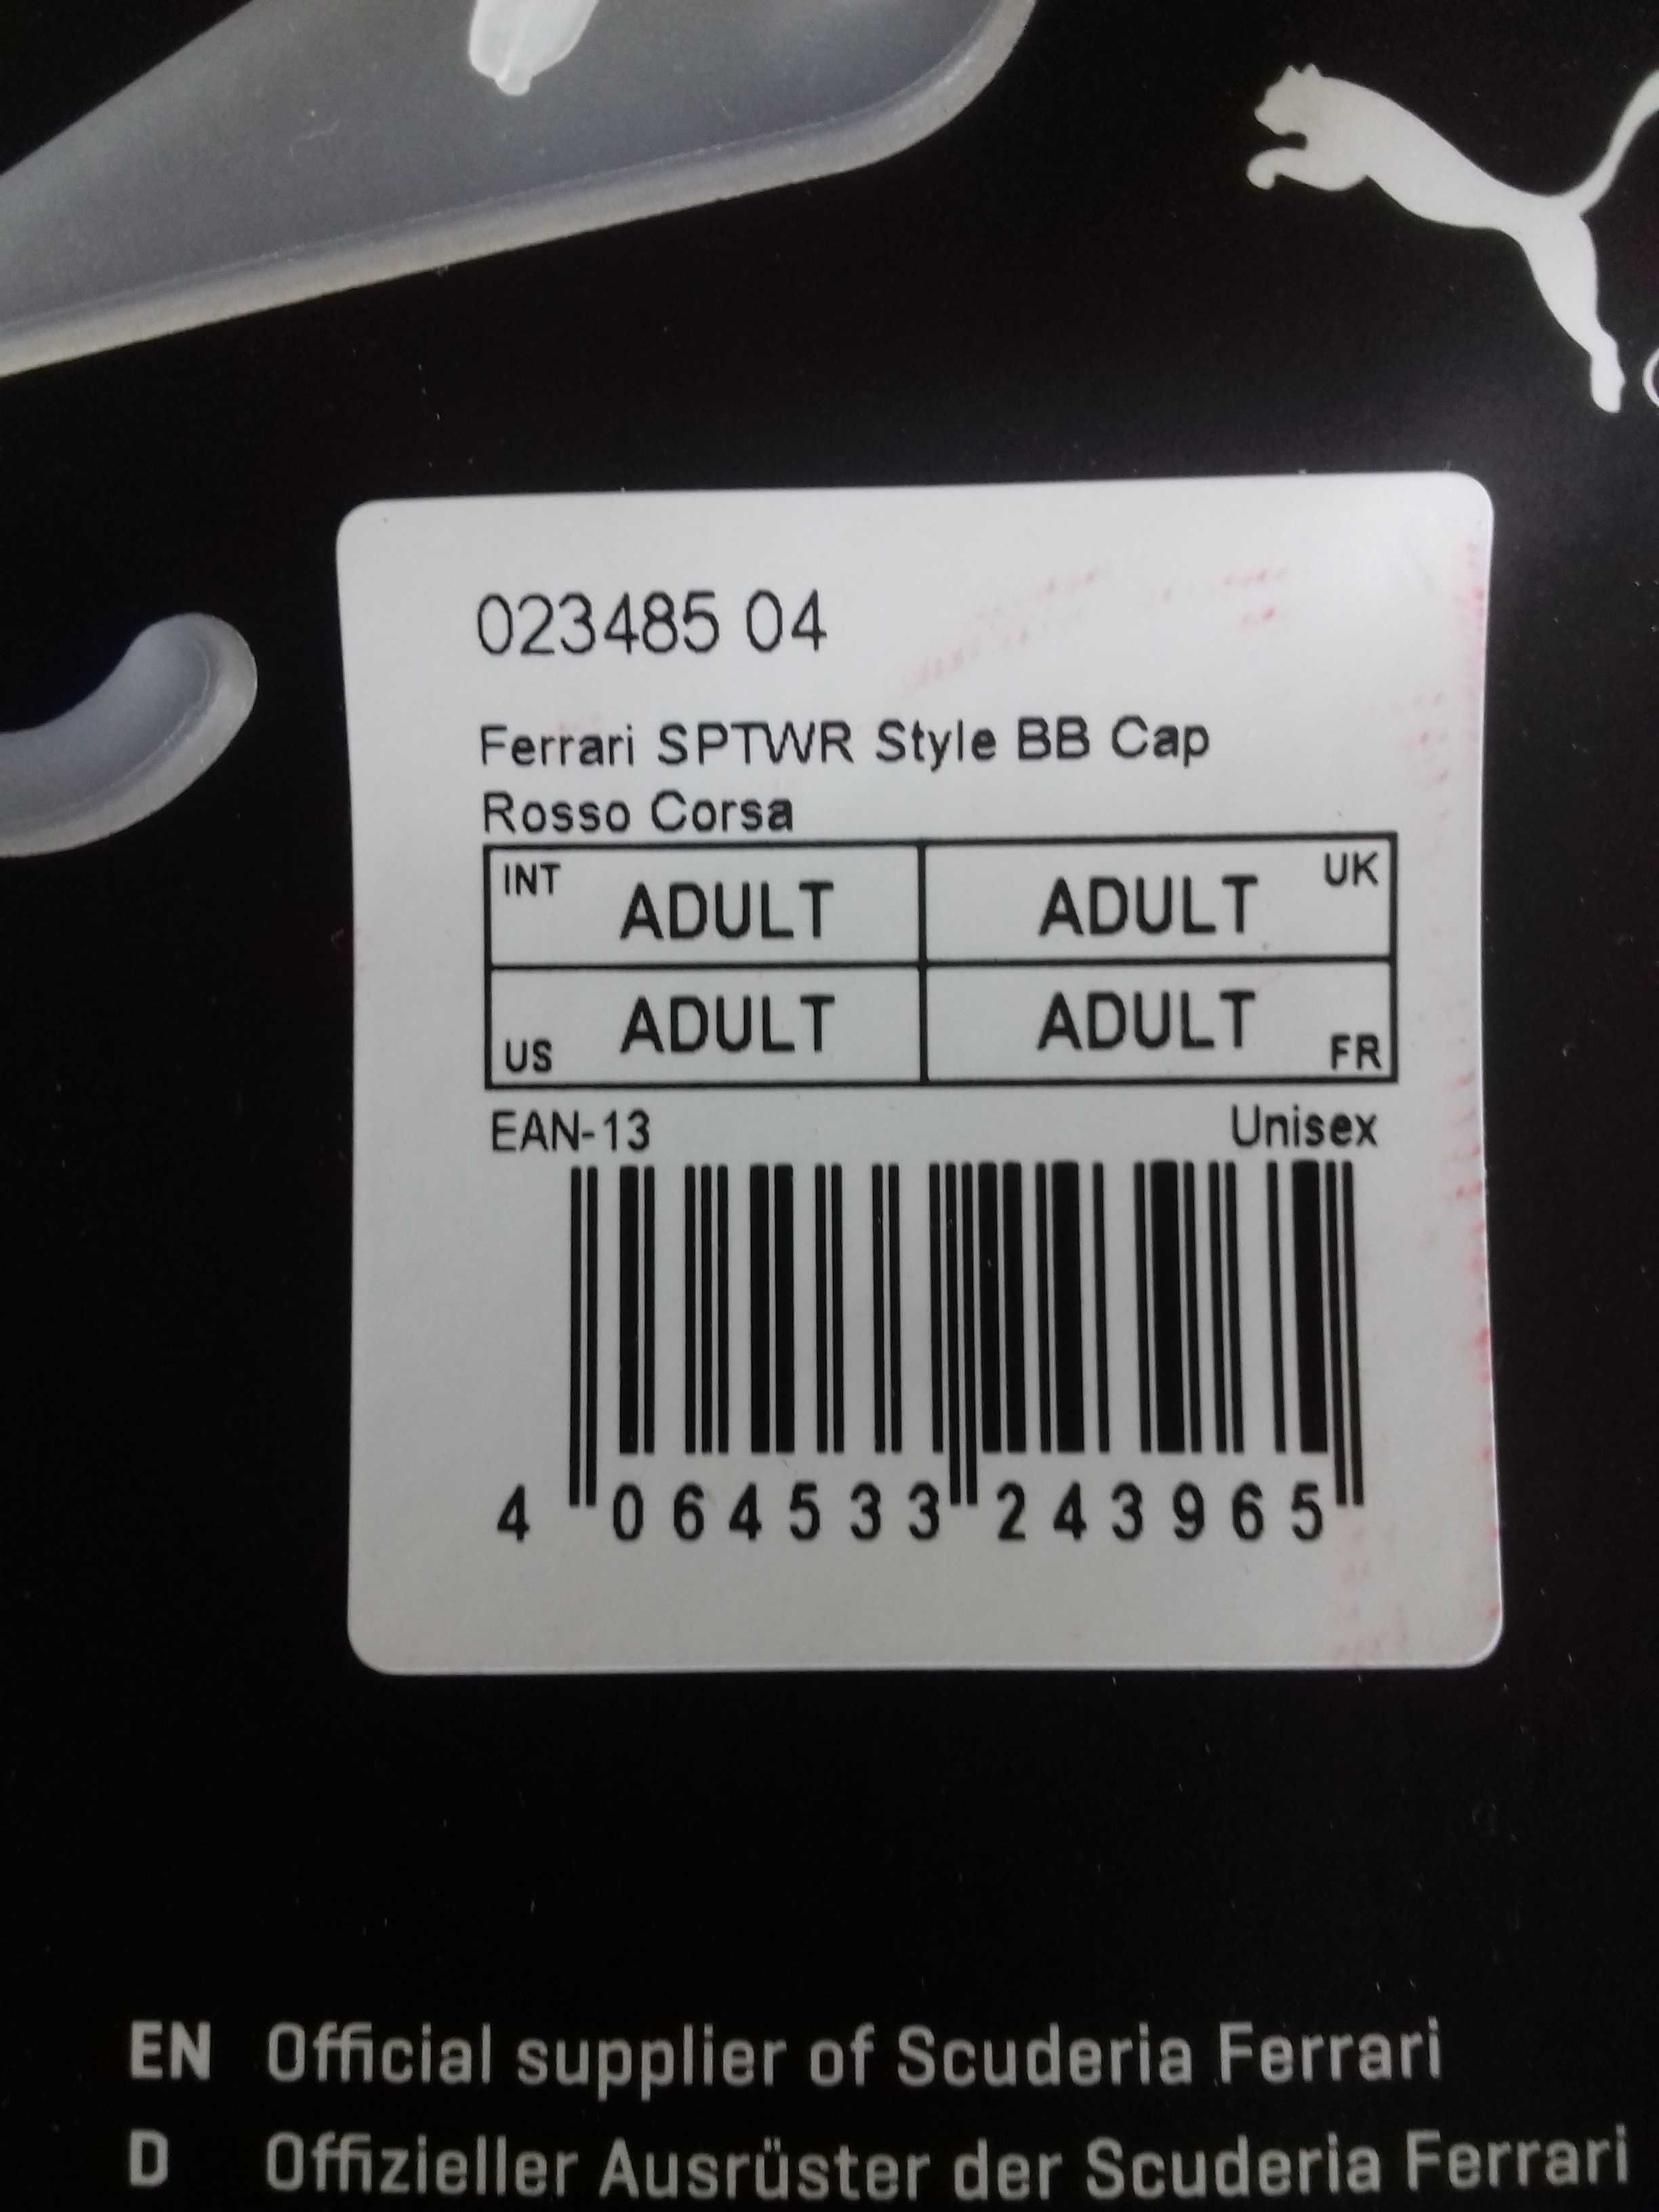 023485 04
Ferrari SPTWR Style BB Cap
Rosso Corsa
INT ADULT ADULT UK
US ADULT ADULT FR
EAN-13 Unisex
4 064533 243965
EN Official supplier of Scuderia Ferrari
D Offizieller Ausrüster der Scuderia Ferrari